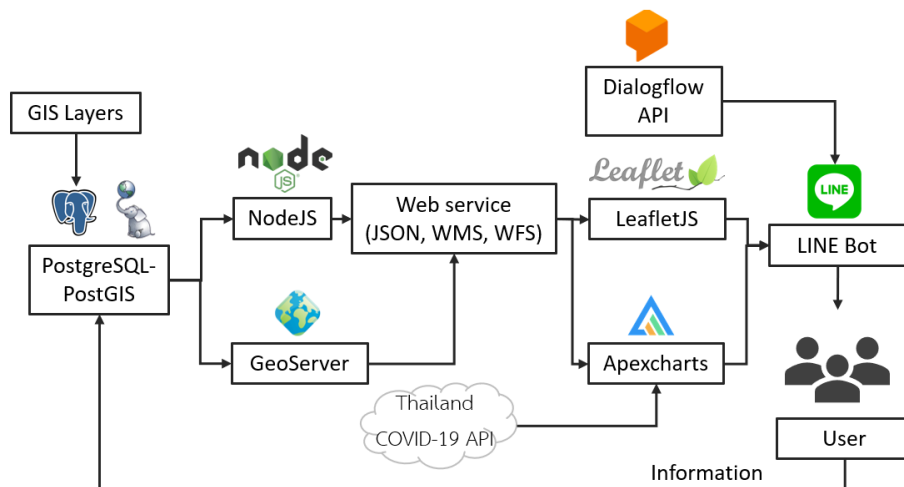 Dialogflow
API
GIS Layers
node
JS
Leaflet
LINE
NodeJS
Web service
(JSON, WMS, WFS)
LeafletJS
LINE Bot
PostgreSQL-
PostGIS
GeoServer
Apexcharts
Thailand
COVID-19 API
User
Information